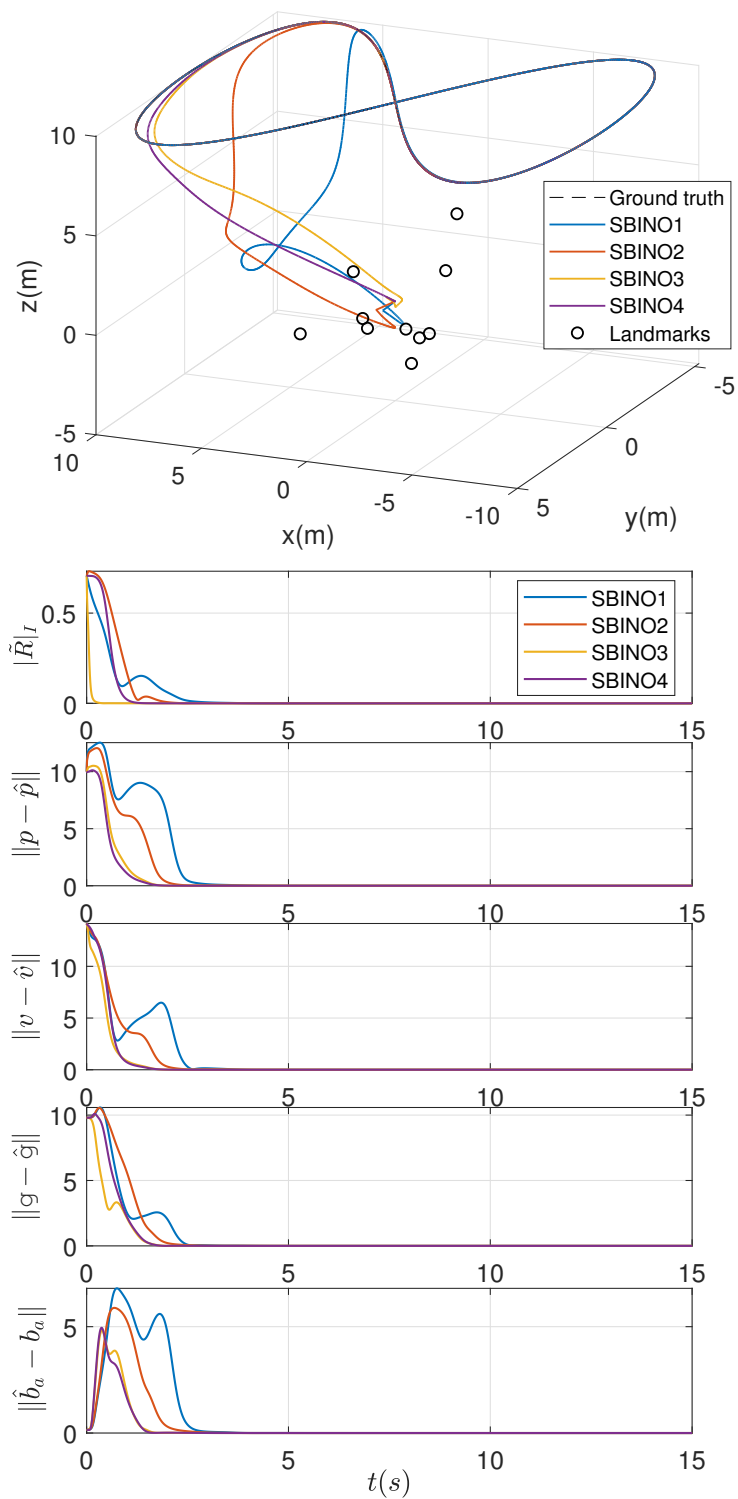 10
5
0
-5
z(m)
10
5
0
-5
-10
x(m)
5
0
-5
y(m)
Ground truth
SBINO1
SBINO2
SBINO3
SBINO4
Landmarks
0.5
0
|R̃|_I
SBINO1
SBINO2
SBINO3
SBINO4
0 5 10 15
10
5
0
||p − p̂||
0 5 10 15
10
5
0
||v − v̂||
0 5 10 15
10
5
0
||g − ĝ||
0 5 10 15
5
0
||b̂_a − b_a||
0 5 10 15
t(s)